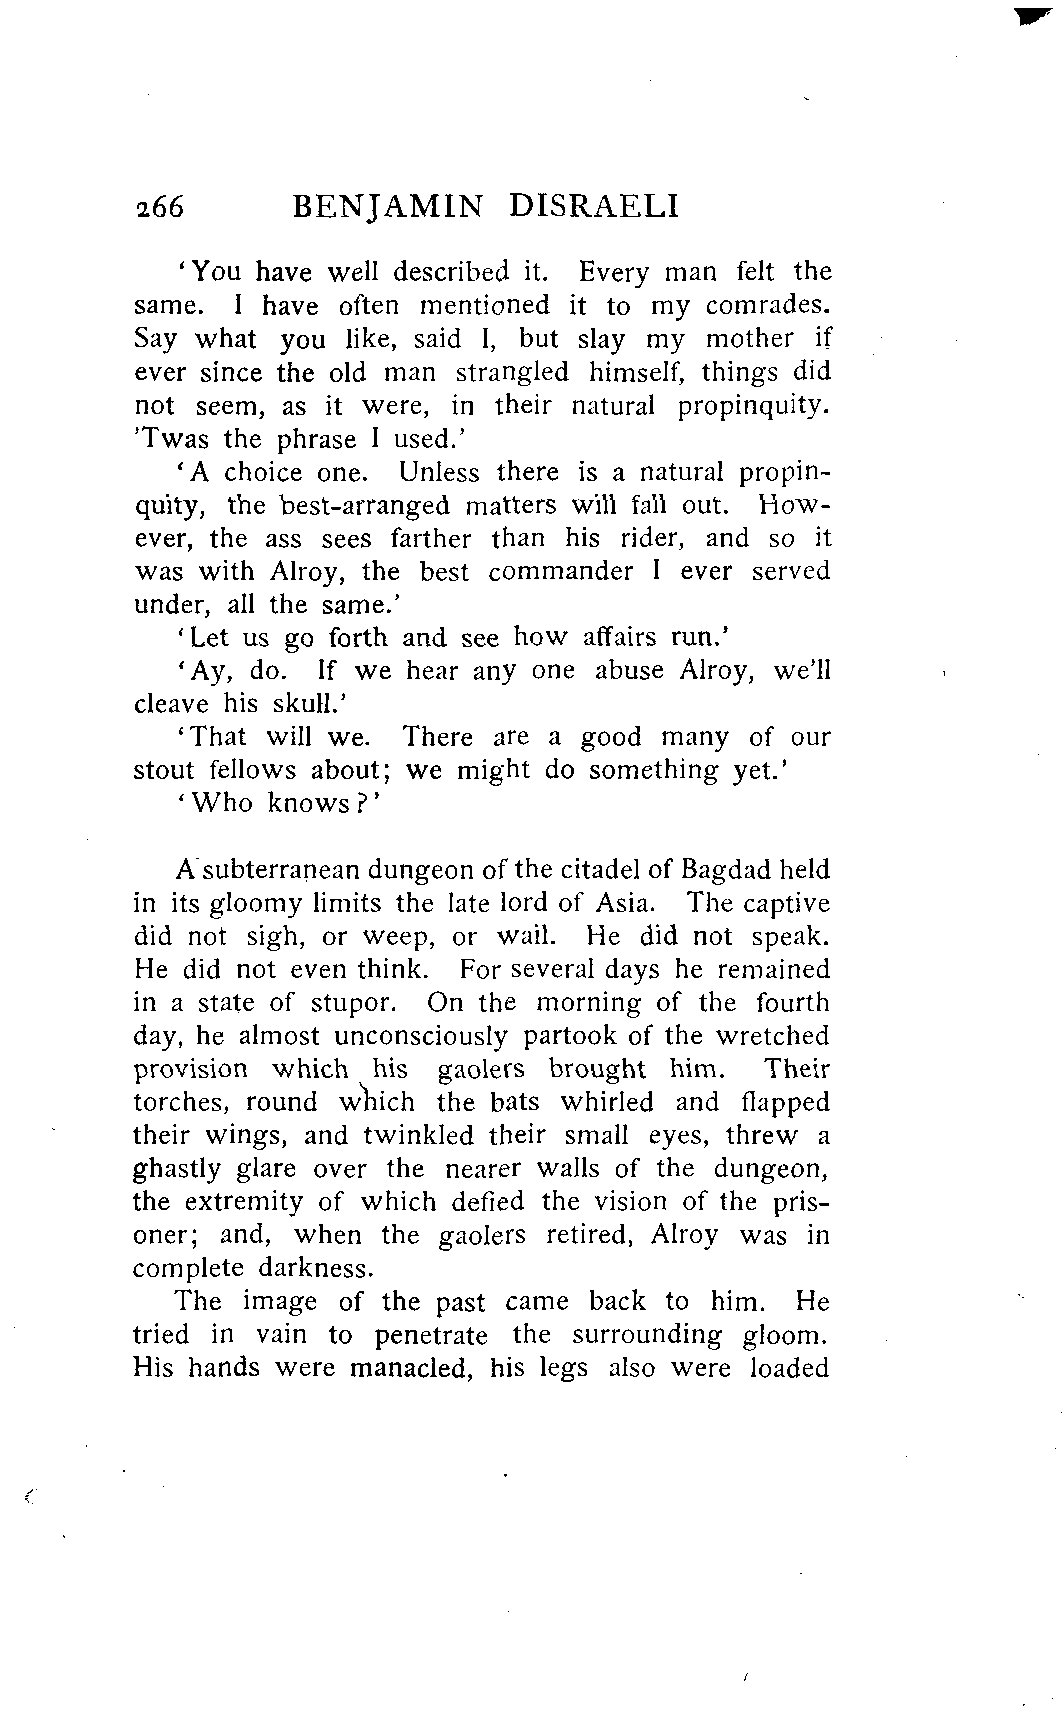 266 BENJAMIN DISRAELI
‘You have well described it. Every man felt the
same. I have often mentioned it to my comrades.
Say what you like, said I, but slay my mother if
ever since the old man strangled himself, things did
not seem, as it were, in their natural propinquity.
’Twas the phrase I used.’
‘A choice one. Unless there is a natural propin-
quity, the best-arranged matters will fall out. How-
ever, the ass sees farther than his rider, and so it
was with Alroy, the best commander I ever served
under, all the same.’
‘Let us go forth and see how affairs run.’
‘Ay, do. If we hear any one abuse Alroy, we’ll
cleave his skull.’
‘That will we. There are a good many of our
stout fellows about; we might do something yet.’
‘Who knows?’
A subterranean dungeon of the citadel of Bagdad held
in its gloomy limits the late lord of Asia. The captive
did not sigh, or weep, or wail. He did not speak.
He did not even think. For several days he remained
in a state of stupor. On the morning of the fourth
day, he almost unconsciously partook of the wretched
provision which his gaolers brought him. Their
torches, round which the bats whirled and flapped
their wings, and twinkled their small eyes, threw a
ghastly glare over the nearer walls of the dungeon,
the extremity of which defied the vision of the pris-
oner; and, when the gaolers retired, Alroy was in
complete darkness.
The image of the past came back to him. He
tried in vain to penetrate the surrounding gloom.
His hands were manacled, his legs also were loaded